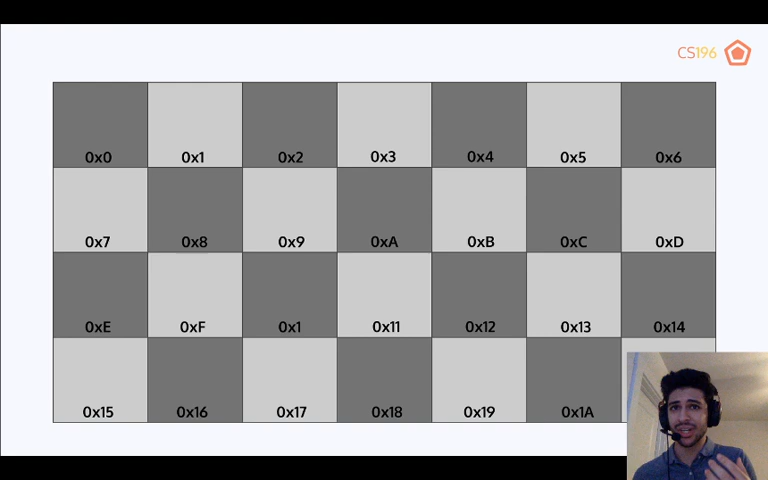 CS196
0x0 0x1 0x2 0x3 0x4 0x5 0x6
0x7 0x8 0x9 0xA 0xB 0xC 0xD
0xE 0xF 0x1 0x11 0x12 0x13 0x14
0x15 0x16 0x17 0x18 0x19 0x1A